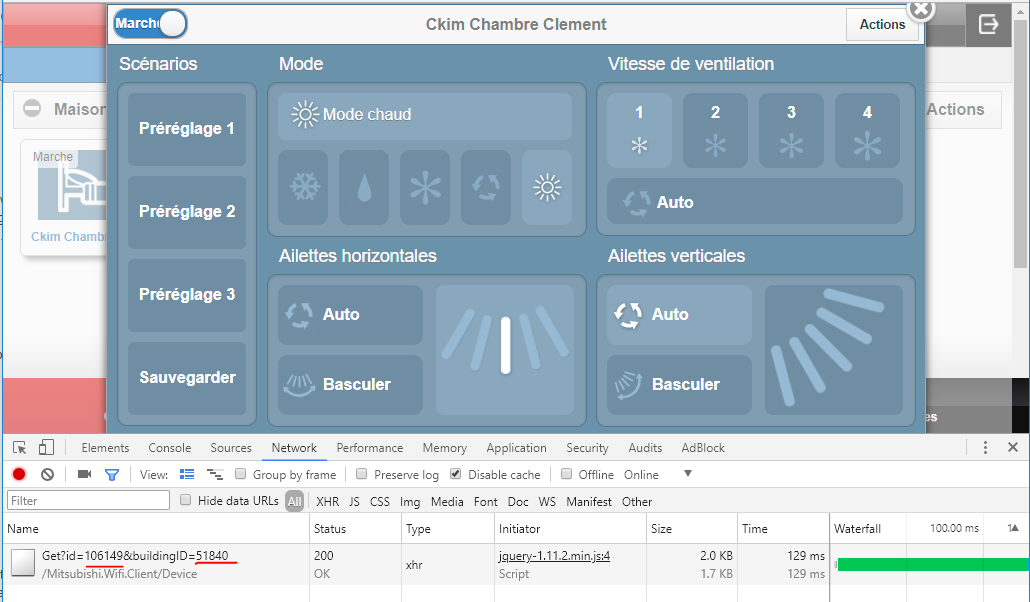 Marche
Ckim Chambre Clement
Actions
Scénarios
Mode
Vitesse de ventilation
Maison
Actions
Préréglage 1
Mode chaud
1
2
3
4
Marche
Préréglage 2
Auto
Ckim Chamb
Ailettes horizontales
Ailettes verticales
Préréglage 3
Auto
Auto
Sauvegarder
Basculer
Basculer
es
Elements Console Sources Network Performance Memory Application Security Audits AdBlock
View: Group by frame Preserve log Disable cache Offline Online
Filter Hide data URLs All XHR JS CSS Img Media Font Doc WS Manifest Other
Name Status Type Initiator Size Time Waterfall 100.00 ms 1
Get?id=106149&buildingID=51840 200 xhr jquery-1.11.2.min.js:4 2.0 KB 129 ms
/Mitsubishi.Wifi.Client/Device OK Script 1.7 KB 129 ms